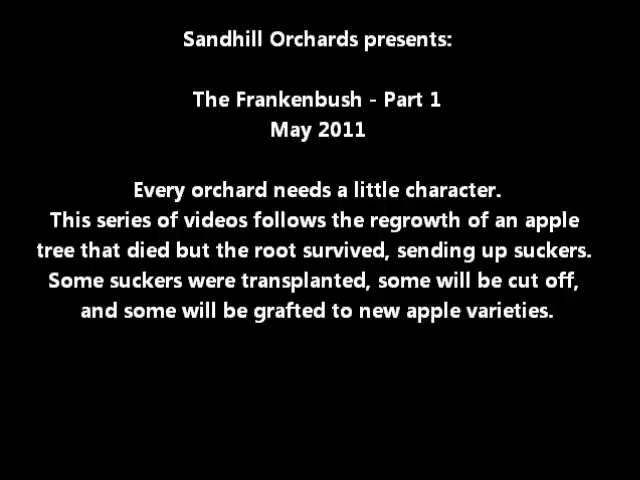 Sandhill Orchards presents:
The Frankenbush - Part 1
May 2011
Every orchard needs a little character.
This series of videos follows the regrowth of an apple
tree that died but the root survived, sending up suckers.
Some suckers were transplanted, some will be cut off,
and some will be grafted to new apple varieties.